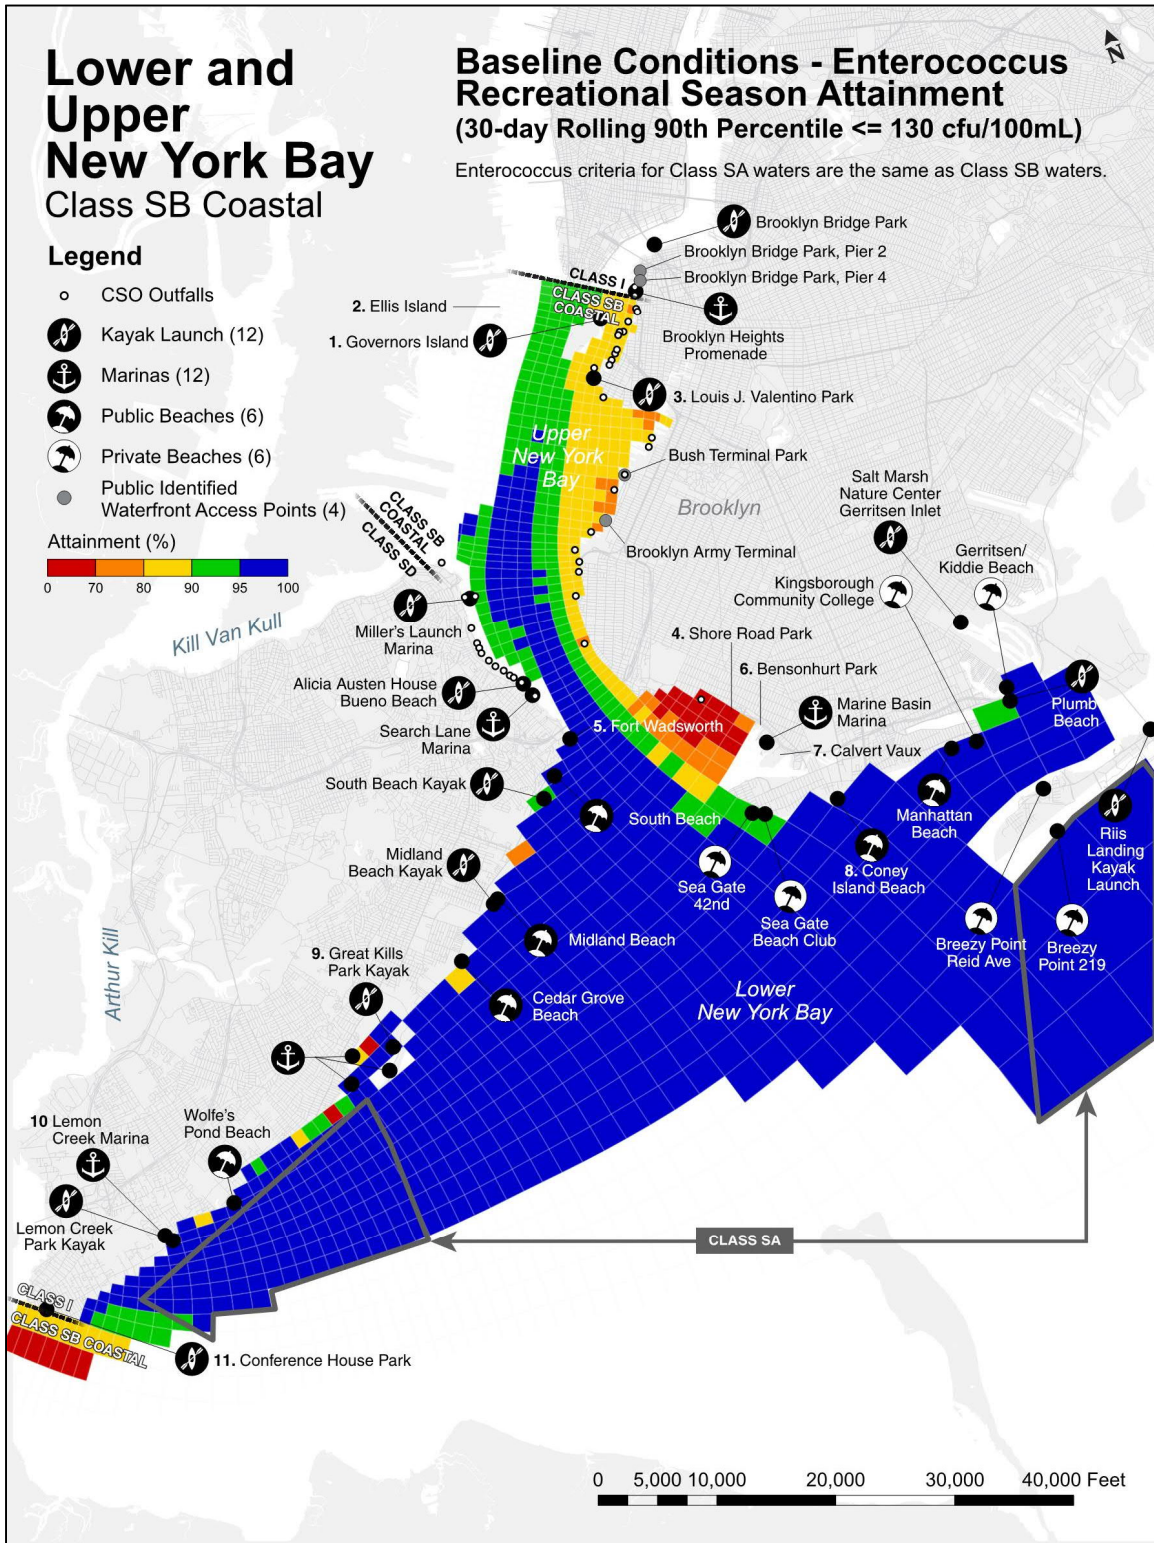 Lower and
Upper
New York Bay
Class SB Coastal
Baseline Conditions - Enterococcus
Recreational Season Attainment
(30-day Rolling 90th Percentile <= 130 cfu/100mL)
Enterococcus criteria for Class SA waters are the same as Class SB waters.
N
Legend
CSO Outfalls
Kayak Launch (12)
Marinas (12)
Public Beaches (6)
Private Beaches (6)
Public Identified
Waterfront Access Points (4)
Attainment (%)
0 70 80 90 95 100
Brooklyn Bridge Park
Brooklyn Bridge Park, Pier 2
Brooklyn Bridge Park, Pier 4
CLASS I
CLASS SB
COASTAL
2. Ellis Island
1. Governors Island
Brooklyn Heights
Promenade
3. Louis J. Valentino Park
Upper
New York
Bay
Bush Terminal Park
Brooklyn
Brooklyn Army Terminal
Salt Marsh
Nature Center
Gerritsen Inlet
Gerritsen/
Kiddie Beach
Kingsborough
Community College
CLASS SB
COASTAL
CLASS SD
Kill Van Kull
Miller's Launch
Marina
4. Shore Road Park
6. Bensonhurt Park
Alicia Austen House
Bueno Beach
Search Lane
Marina
5. Fort Wadsworth
Marine Basin
Marina
7. Calvert Vaux
Plumb
Beach
South Beach Kayak
South Beach
Manhattan
Beach
Riis
Landing
Kayak
Launch
Midland
Beach Kayak
Sea Gate
42nd
Sea Gate
Beach Club
8. Coney
Island Beach
Breezy Point
Reid Ave
Breezy
Point 219
Midland Beach
9. Great Kills
Park Kayak
Cedar Grove
Beach
Lower
New York Bay
Arthur Kill
10 Lemon
Creek Marina
Wolfe's
Pond Beach
Lemon Creek
Park Kayak
CLASS SA
CLASS I
CLASS SB COASTAL
11. Conference House Park
0 5,000 10,000 20,000 30,000 40,000 Feet